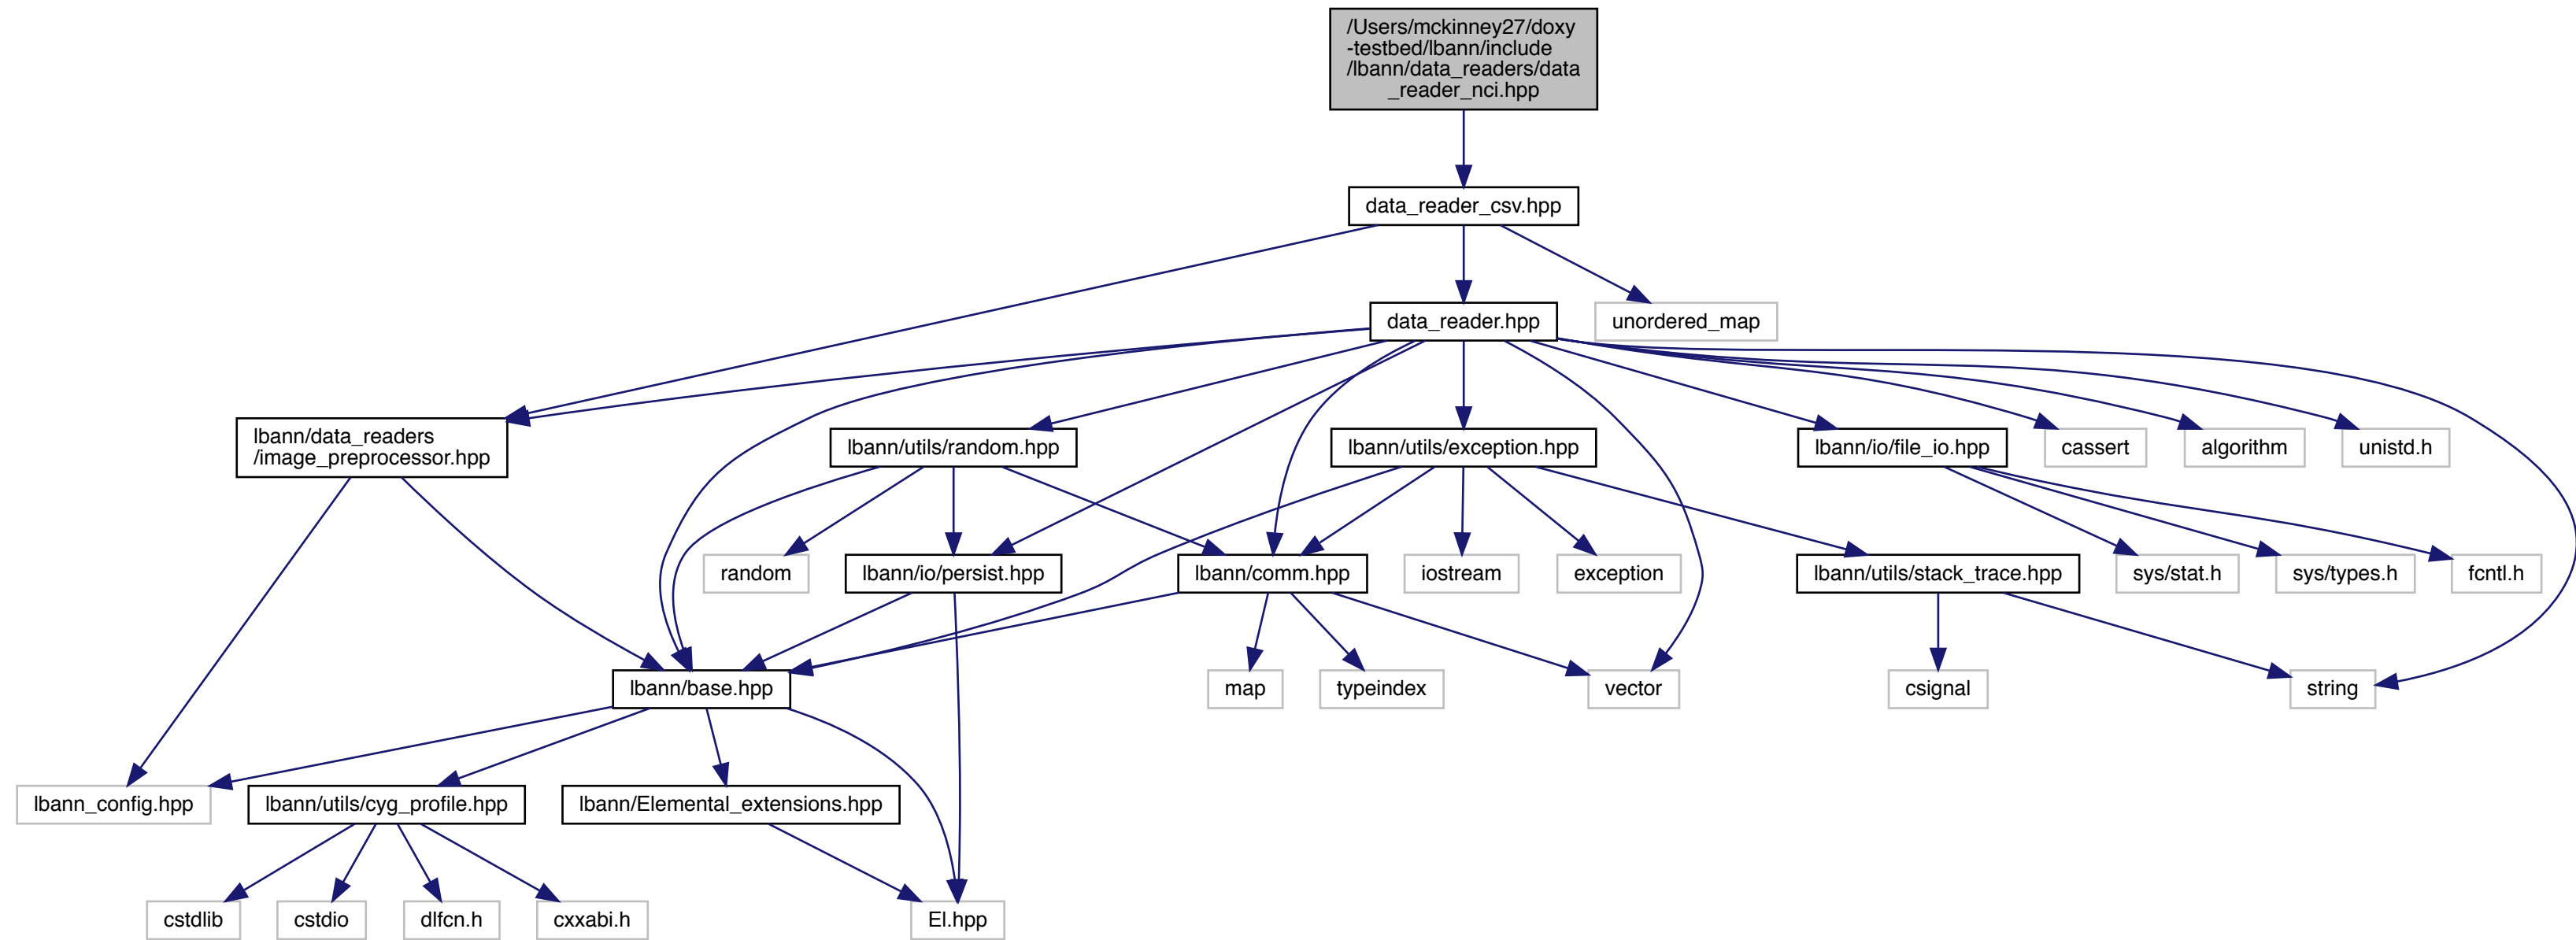 /Users/mckinney27/doxy
-testbed/lbann/include
/lbann/data_readers/data
_reader_nci.hpp
data_reader_csv.hpp
data_reader.hpp
unordered_map
lbann/data_readers
/image_preprocessor.hpp
lbann/utils/random.hpp
lbann/utils/exception.hpp
lbann/io/file_io.hpp
cassert
algorithm
unistd.h
random
lbann/io/persist.hpp
lbann/comm.hpp
iostream
exception
lbann/utils/stack_trace.hpp
sys/stat.h
sys/types.h
fcntl.h
lbann/base.hpp
map
typeindex
vector
csignal
string
lbann_config.hpp
lbann/utils/cyg_profile.hpp
lbann/Elemental_extensions.hpp
cstdlib
cstdio
dlfcn.h
cxxabi.h
El.hpp